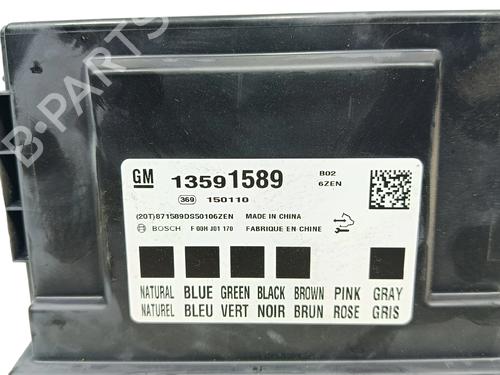 B-PARTS
GM 13591589 B02
6ZEN
369 150110
(20T)871589DS50106ZEN MADE IN CHINA
BOSCH F 00H J01 170 FABRIQUE EN CHINE
NATURAL BLUE GREEN BLACK BROWN PINK GRAY
NATUREL BLEU VERT NOIR BRUN ROSE GRIS